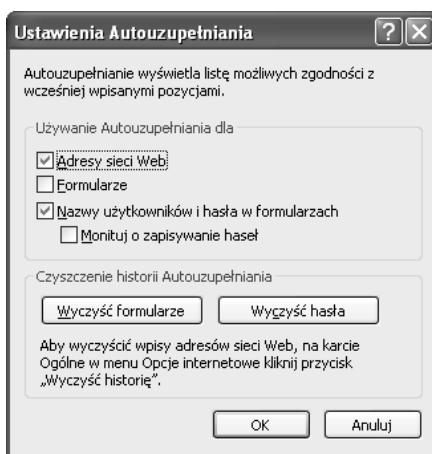 Ustawienia Autouzupełniania
Autouzupełnianie wyświetla listę możliwych zgodności z
wcześniej wpisanymi pozycjami.
Używanie Autouzupełniania dla
Adresy sieci Web
Formularze
Nazwy użytkowników i hasła w formularzach
Monituj o zapisywanie haseł
Czyszczenie historii Autouzupełniania
Wyczyść formularze Wyczyść hasła
Aby wyczyścić wpisy adresów sieci Web, na karcie
Ogólne w menu Opcje internetowe kliknij przycisk
„Wyczyść historię”.
OK Anuluj